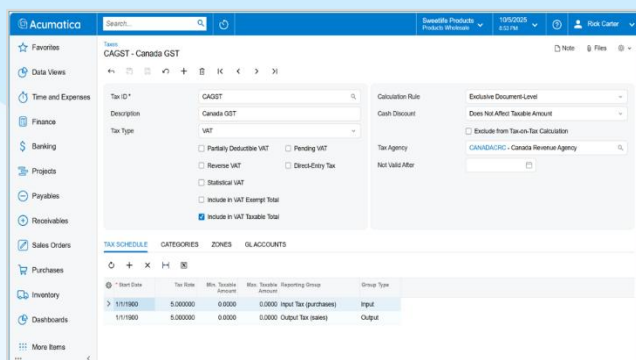 Acumatica
Search...
Sweetlife Products
Products Wholesale
10/5/2025
8:53 PM
Rick Carter
Favorites
Data Views
Time and Expenses
Finance
Banking
Projects
Payables
Receivables
Sales Orders
Purchases
Inventory
Dashboards
More Items
Taxes
CAGST - Canada GST
Note
Files
Tax ID *
CAGST
Description
Canada GST
Tax Type
VAT
Partially Deductible VAT
Pending VAT
Reverse VAT
Direct-Entry Tax
Statistical VAT
Include in VAT Exempt Total
Include in VAT Taxable Total
Calculation Rule
Exclusive Document-Level
Cash Discount
Does Not Affect Taxable Amount
Exclude from Tax-on-Tax Calculation
Tax Agency
CANADACRC - Canada Revenue Agency
Not Valid After
TAX SCHEDULE CATEGORIES ZONES GL ACCOUNTS
* Start Date Tax Rate Min. Taxable Amount Max. Taxable Amount Reporting Group Group Type
1/1/1900 5.000000 0.0000 0.0000 Input Tax (purchases) Input
1/1/1900 5.000000 0.0000 0.0000 Output Tax (sales) Output